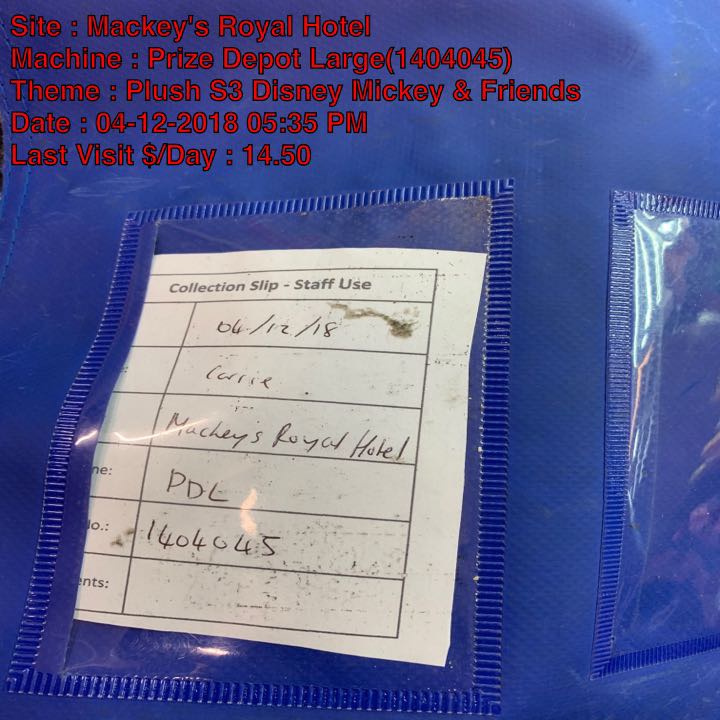 Site : Mackey's Royal Hotel
Machine : Prize Depot Large(1404045)
Theme : Plush S3 Disney Mickey & Friends
Date : 04-12-2018 05:35 PM
Last Visit $/Day : 14.50
Collection Slip - Staff Use
04/12/18
: Carrie
Mackey's Royal Hotel
ne: PDL
lo.: 1404045
ents: